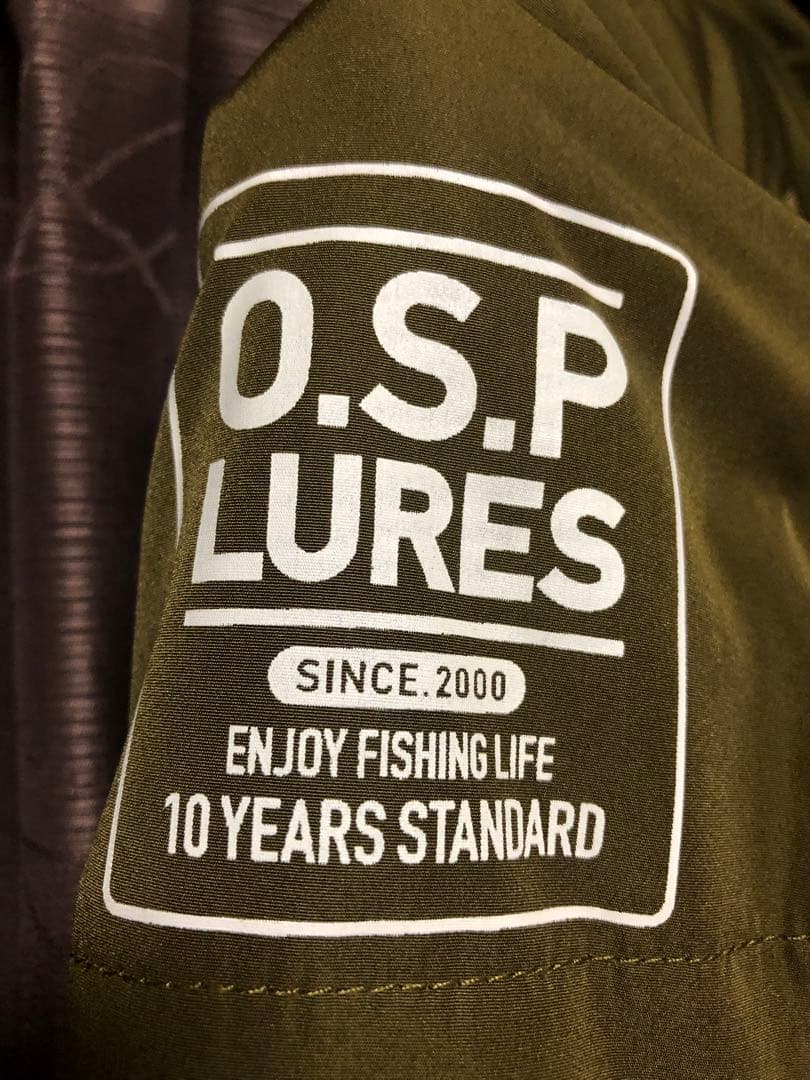 O.S.P
LURES
SINCE.2000
ENJOY FISHING LIFE
10 YEARS STANDARD